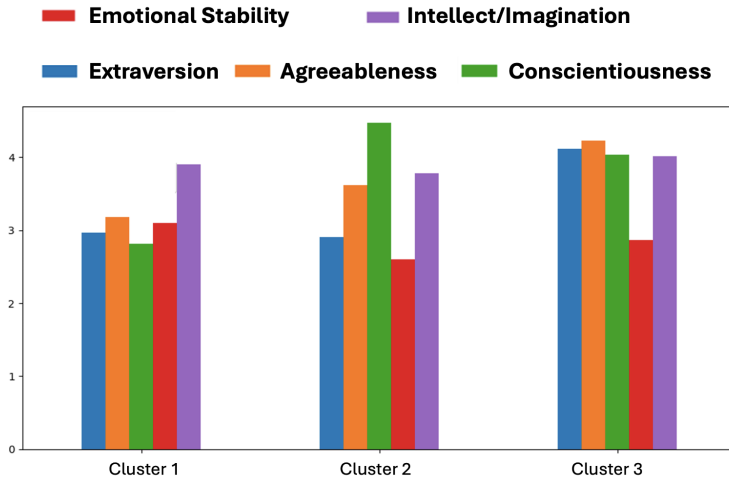 Emotional Stability Intellect/Imagination
Extraversion Agreeableness Conscientiousness
4
3
2
1
0
Cluster 1 Cluster 2 Cluster 3